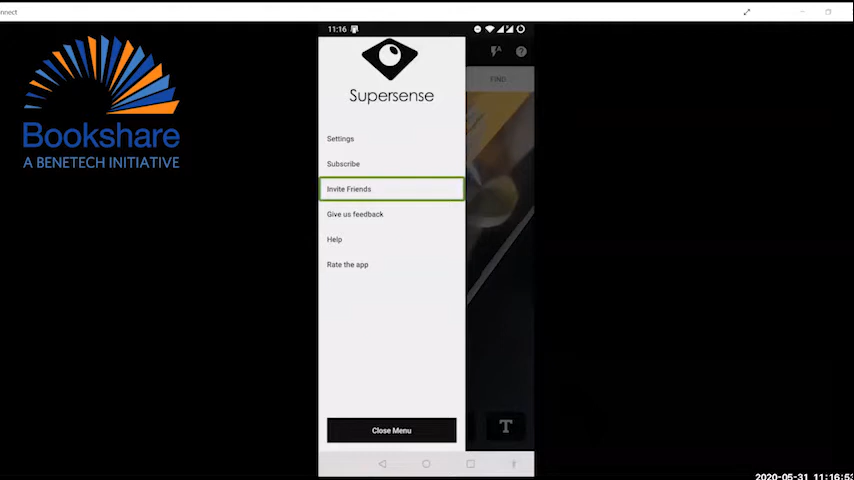 nnect
11:16
Bookshare
A BENETECH INITIATIVE
Supersense
FIND
Settings
Subscribe
Invite Friends
Give us feedback
Help
Rate the app
Close Menu
T
2020-05-31 11:16:53